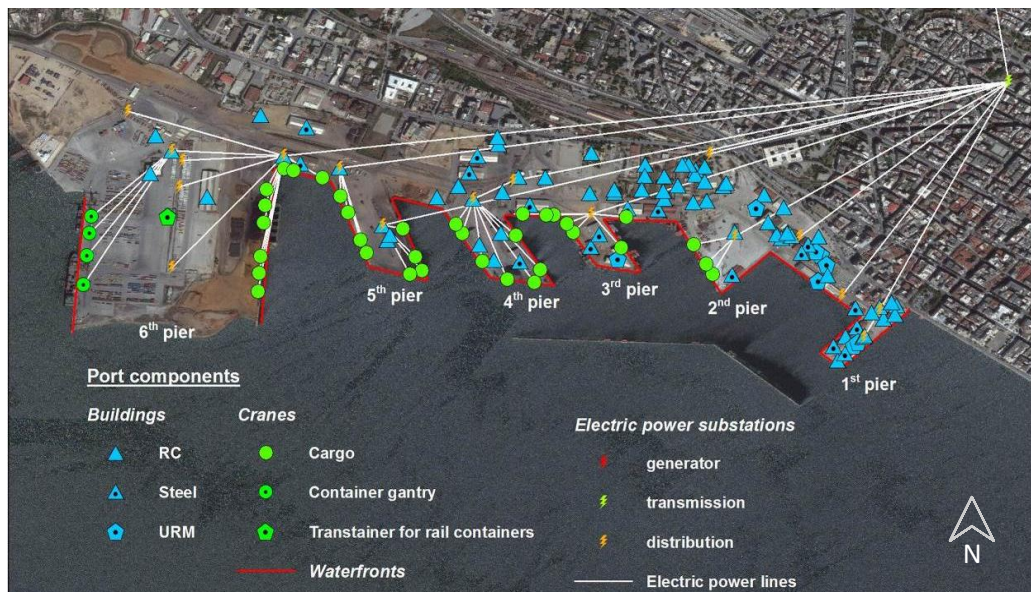 6th pier
5th pier
4th pier
3rd pier
2nd pier
1st pier
Port components
Buildings
RC
Steel
URM
Cranes
Cargo
Container gantry
Transtainer for rail containers
Waterfronts
Electric power substations
generator
transmission
distribution
Electric power lines
N